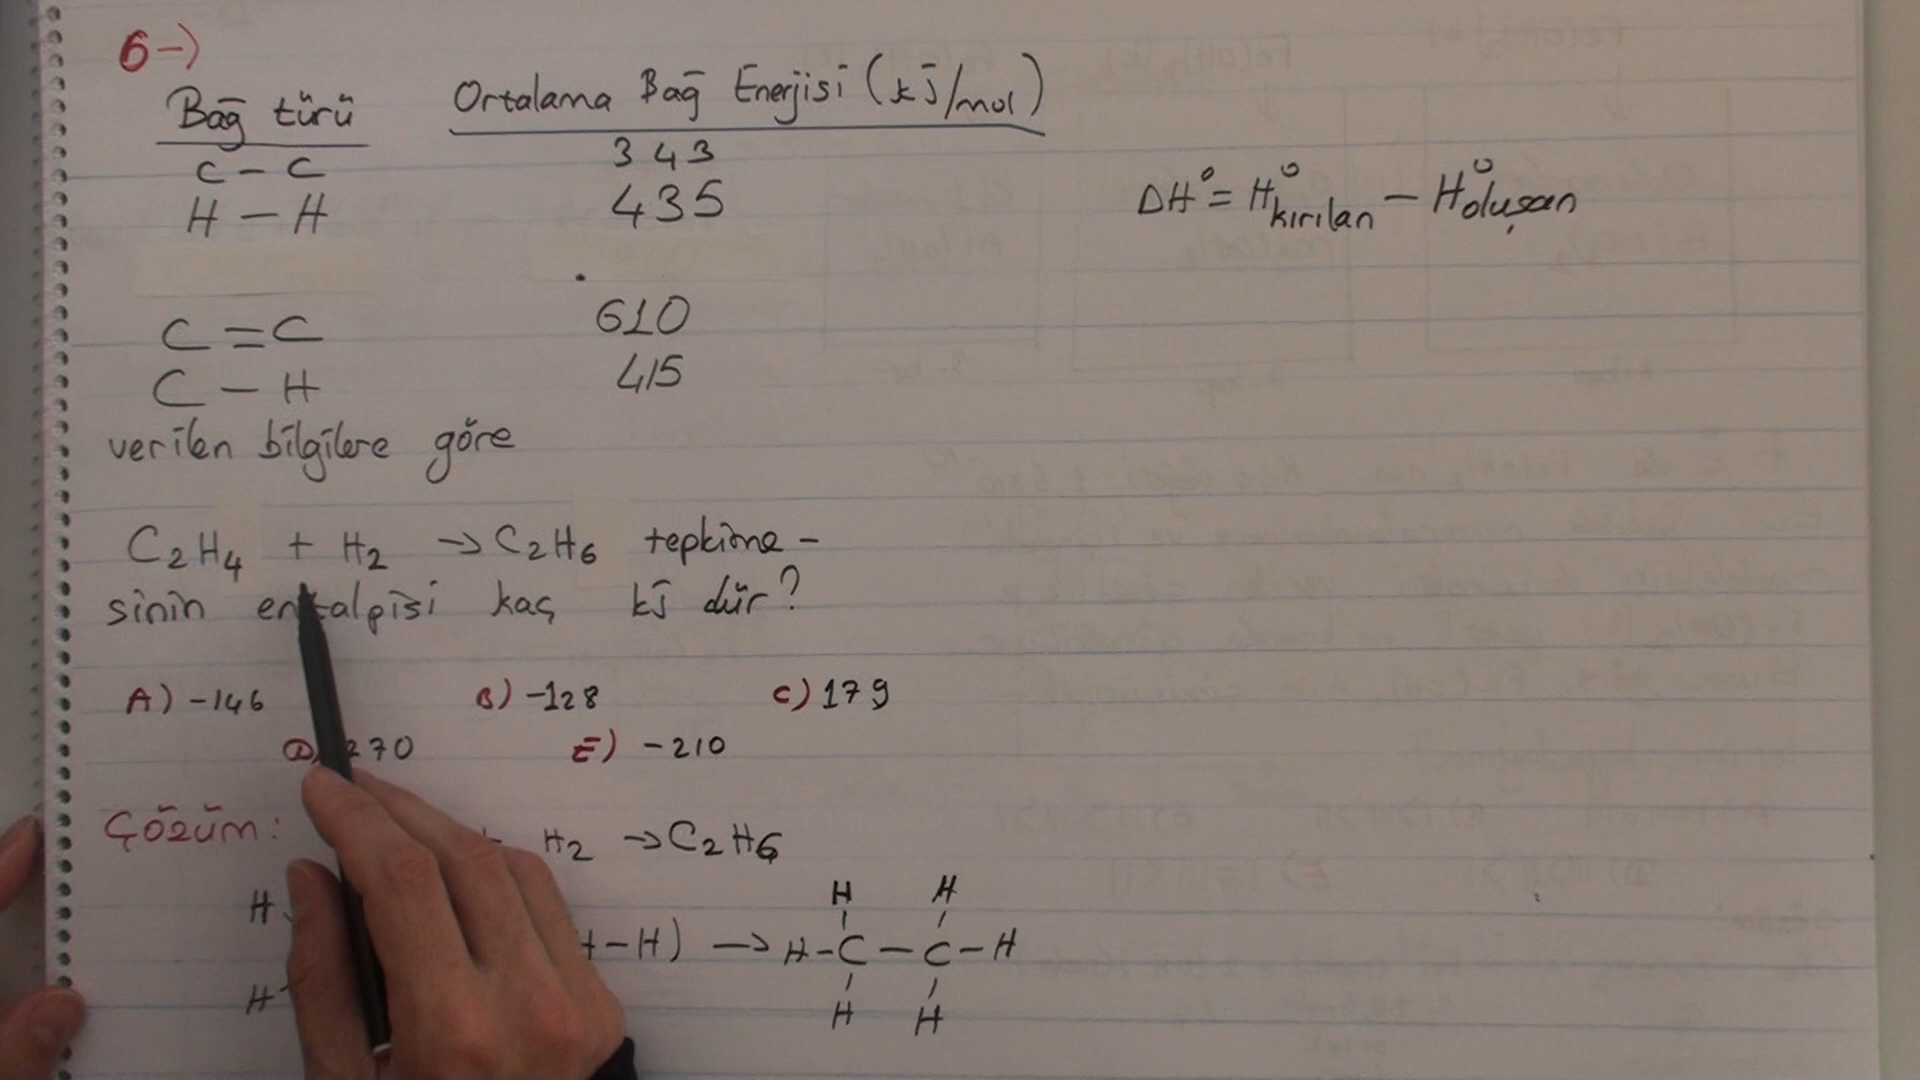 6→)
Bağ türü Ortalama Bağ Enerjisi (kJ/mol)
C – C 343
H – H 435
C = C 610
C – H 415
ΔH° = H°kırılan – H°oluşan
verilen bilgilere göre
C₂H₄ + H₂ → C₂H₆ tepkime –
sinin entalpisi kaç kJ dür?
A) -146 B) -128 C) 179
D) 270 E) -210
Çözüm: + H₂ → C₂H₆
H H H
H–H) → H–C–C–H
H H H